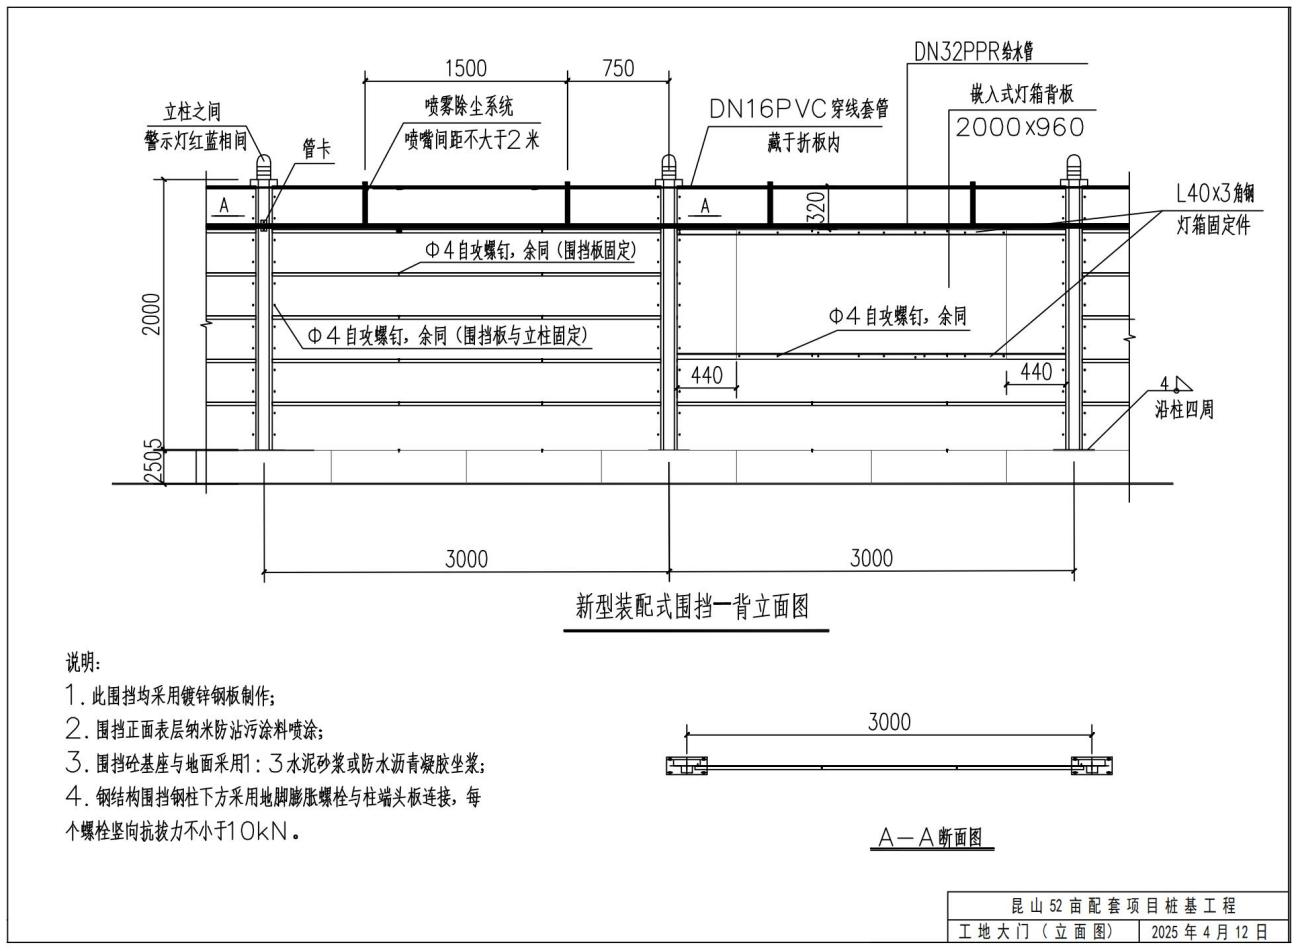 DN32PPR给水管
1500
750
立柱之间
警示灯红蓝相间
管卡
喷雾除尘系统
喷嘴间距不大于2米
DN16PVC穿线套管
藏于折板内
嵌入式灯箱背板
2000x960
L40x3角钢
灯箱固定件
A
A
320
Φ4自攻螺钉，余同（围挡板固定）
2000
Φ4自攻螺钉，余同（围挡板与立柱固定）
Φ4自攻螺钉，余同
440
440
4
沿柱四周
250,5
3000
3000
新型装配式围挡一背立面图
说明：
1．此围挡均采用镀锌钢板制作；
2．围挡正面表层纳米防沾污涂料喷涂；
3．围挡砼基座与地面采用1：3水泥砂浆或防水沥青凝胶坐浆；
4．钢结构围挡钢柱下方采用地脚膨胀螺栓与柱端头板连接，每
个螺栓竖向抗拔力不小于10kN。
3000
A—A断面图
昆山52亩配套项目桩基工程
工地大门（立面图） 2025年4月12日